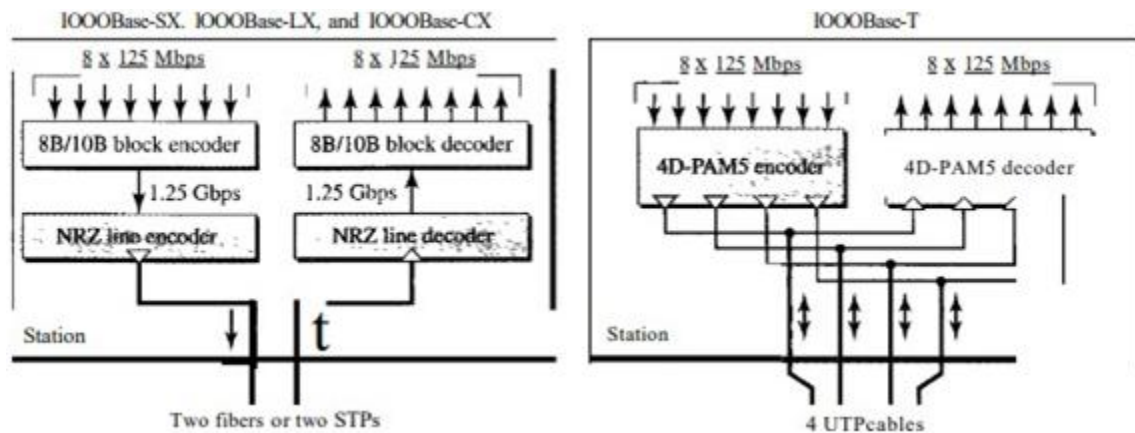 IOOOBase-SX. IOOOBase-LX, and IOOOBase-CX
8 x 125 Mbps
8 x 125 Mbps
8B/10B block encoder
8B/10B block decoder
1.25 Gbps
1.25 Gbps
NRZ line encoder
NRZ line decoder
t
Station
Two fibers or two STPs
IOOOBase-T
8 x 125 Mbps
8 x 125 Mbps
4D-PAM5 encoder
4D-PAM5 decoder
Station
4 UTPcables